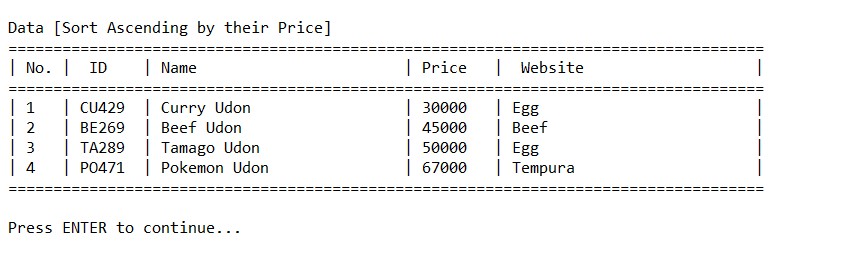 Data [Sort Ascending by their Price]
====================================================================================
| No. |  ID    | Name                       | Price   |  Website                   |
====================================================================================
| 1   | CU429  | Curry Udon                 | 30000   | Egg                        |
| 2   | BE269  | Beef Udon                  | 45000   | Beef                       |
| 3   | TA289  | Tamago Udon                | 50000   | Egg                        |
| 4   | PO471  | Pokemon Udon               | 67000   | Tempura                    |
====================================================================================
Press ENTER to continue...